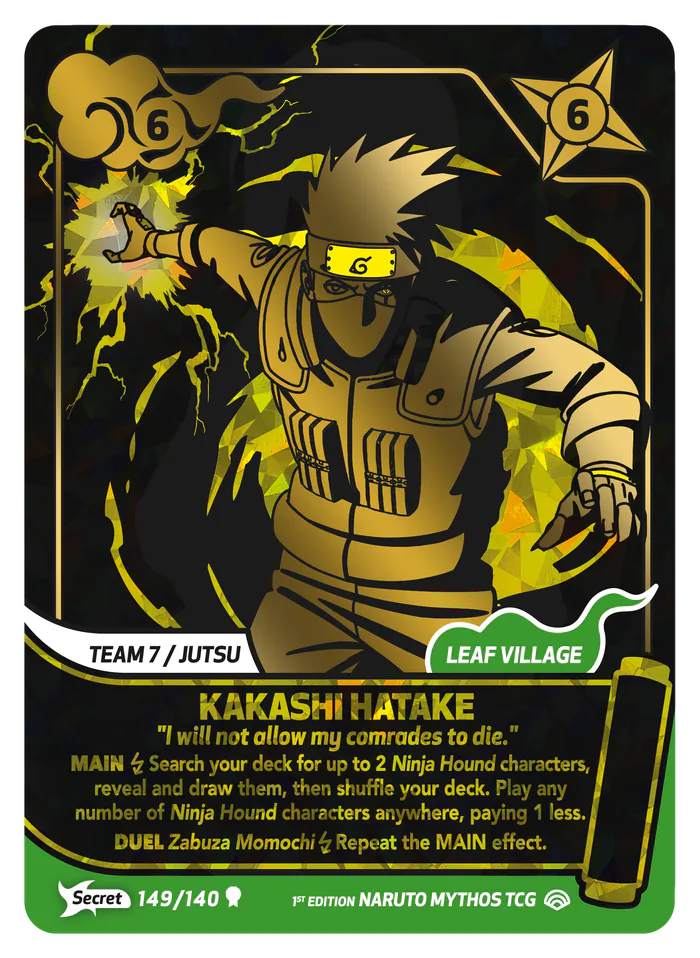 6
6
TEAM 7 / JUTSU
LEAF VILLAGE
KAKASHI HATAKE
"I will not allow my comrades to die."
MAIN Search your deck for up to 2 Ninja Hound characters,
reveal and draw them, then shuffle your deck. Play any
number of Ninja Hound characters anywhere, paying 1 less.
DUEL Zabuza Momochi Repeat the MAIN effect.
Secret 149/140 1ST EDITION NARUTO MYTHOS TCG